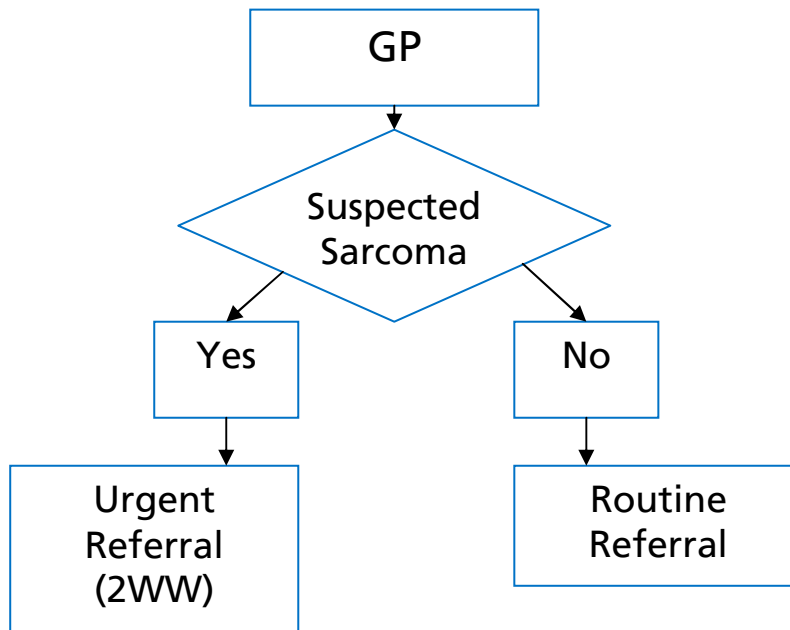 GP
Suspected
Sarcoma
Yes
No
Urgent
Referral
(2WW)
Routine
Referral